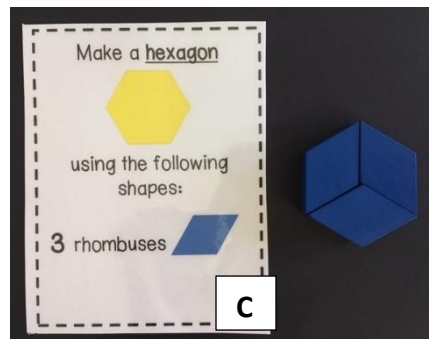 Make a hexagon
using the following
shapes:
3 rhombuses
C